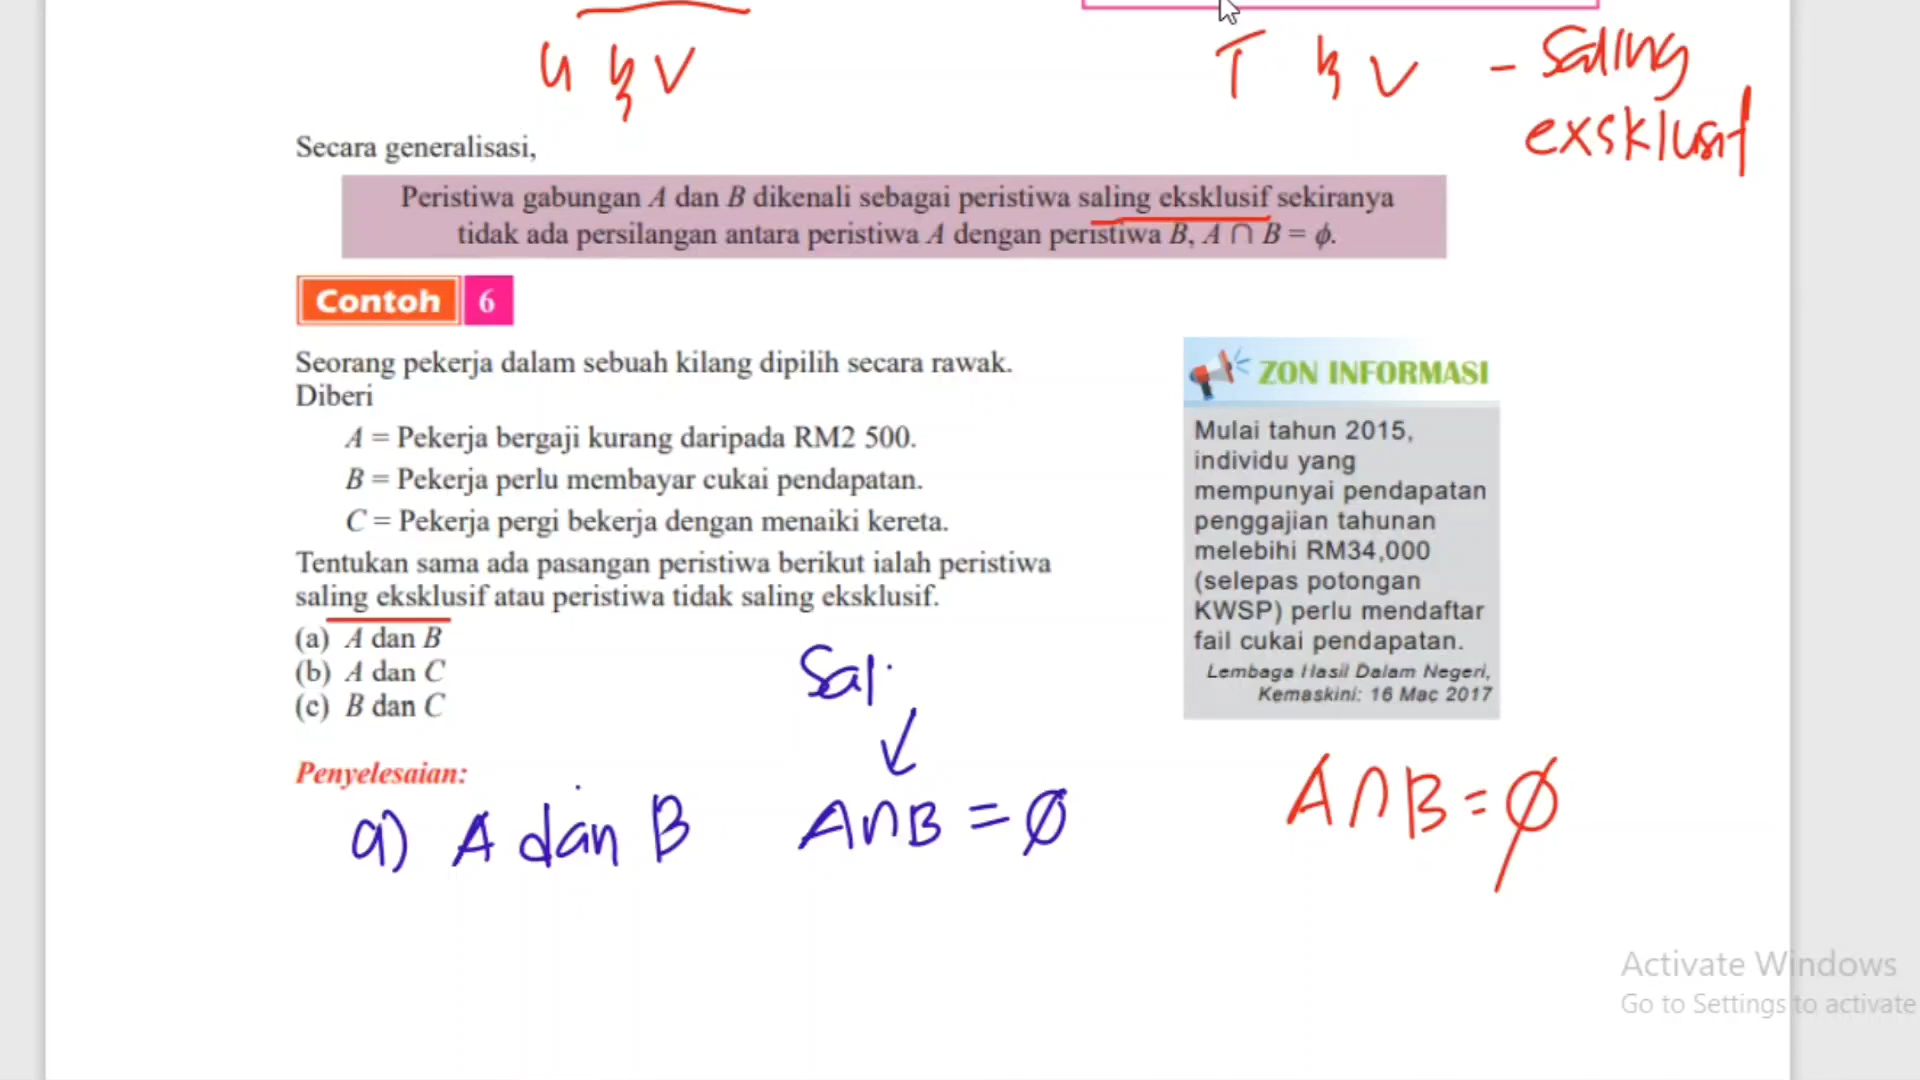 U & V
T & V - Saling
exsklusif
Secara generalisasi,
Peristiwa gabungan A dan B dikenali sebagai peristiwa saling eksklusif sekiranya
tidak ada persilangan antara peristiwa A dengan peristiwa B, A ∩ B = ϕ.
Contoh 6
Seorang pekerja dalam sebuah kilang dipilih secara rawak.
Diberi
A = Pekerja bergaji kurang daripada RM2 500.
B = Pekerja perlu membayar cukai pendapatan.
C = Pekerja pergi bekerja dengan menaiki kereta.
Tentukan sama ada pasangan peristiwa berikut ialah peristiwa
saling eksklusif atau peristiwa tidak saling eksklusif.
(a) A dan B
(b) A dan C
(c) B dan C
ZON INFORMASI
Mulai tahun 2015,
individu yang
mempunyai pendapatan
penggajian tahunan
melebihi RM34,000
(selepas potongan
KWSP) perlu mendaftar
fail cukai pendapatan.
Lembaga Hasil Dalam Negeri,
Kemaskini: 16 Mac 2017
Sal
Penyelesaian:
a) A dan B A∩B = ϕ
A∩B = ϕ
Activate Windows
Go to Settings to activate